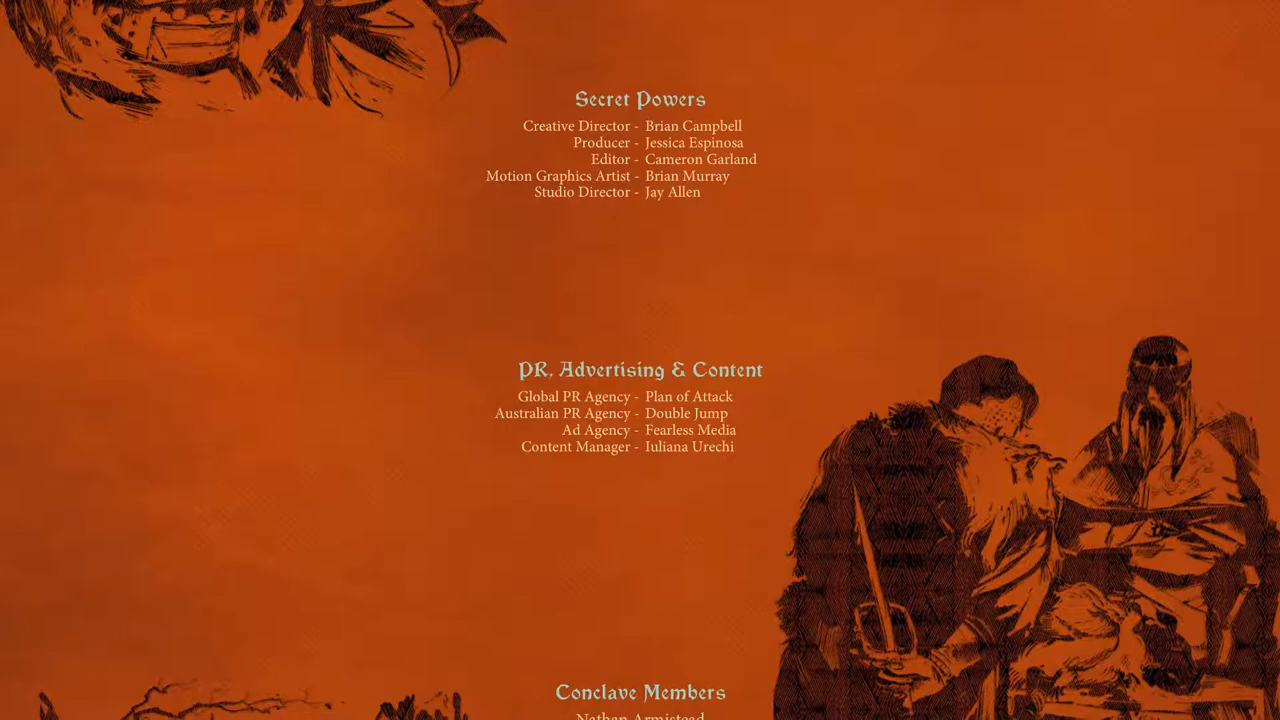 Secret Powers
Creative Director - Brian Campbell
Producer - Jessica Espinosa
Editor - Cameron Garland
Motion Graphics Artist - Brian Murray
Studio Director - Jay Allen
PR, Advertising & Content
Global PR Agency - Plan of Attack
Australian PR Agency - Double Jump
Ad Agency - Fearless Media
Content Manager - Iuliana Urechi
Conclave Members
Nathan Armistead